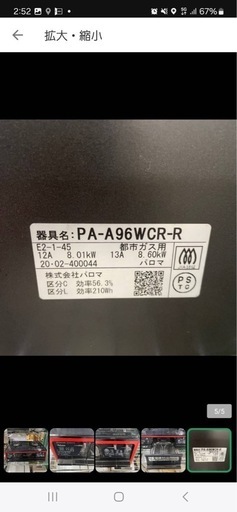 2:52
67%
拡大・縮小
器具名: PA-A96WCR-R
E2-1-45 都市ガス用
12A 8.01kW 13A 8.60kW
20・02-400044 パロマ
株式会社パロマ
区分C 効率56.3%
区分L 効率210Wh
PS
TG
5/5